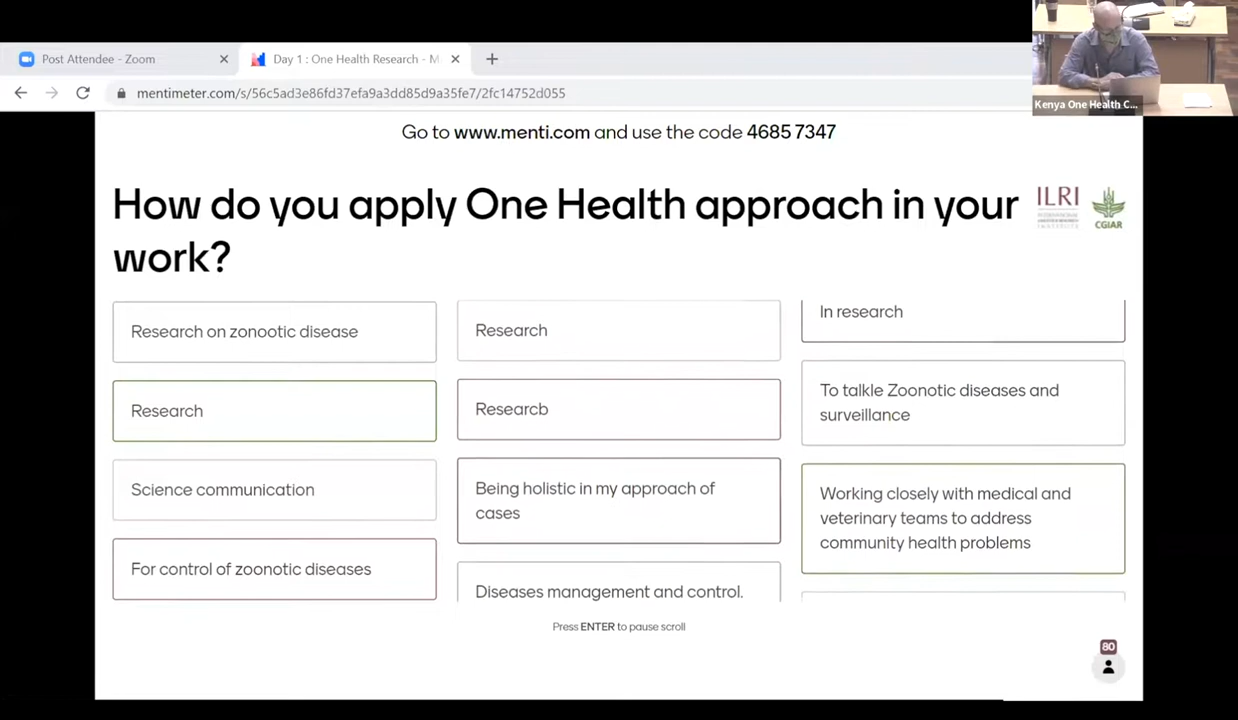 Post Attendee - Zoom
Day 1 : One Health Research - M
mentimeter.com/s/56c5ad3e86fd37efa9a3dd85d9a35fe7/2fc14752d055
Kenya One Health C...
Go to www.menti.com and use the code 4685 7347
How do you apply One Health approach in your
work?
ILRI
INTERNATIONAL
LIVESTOCK RESEARCH
INSTITUTE
CGIAR
Research on zonootic disease
Research
Science communication
For control of zoonotic diseases
Research
Researcb
Being holistic in my approach of
cases
Diseases management and control.
In research
To talkle Zoonotic diseases and
surveillance
Working closely with medical and
veterinary teams to address
community health problems
Press ENTER to pause scroll
80